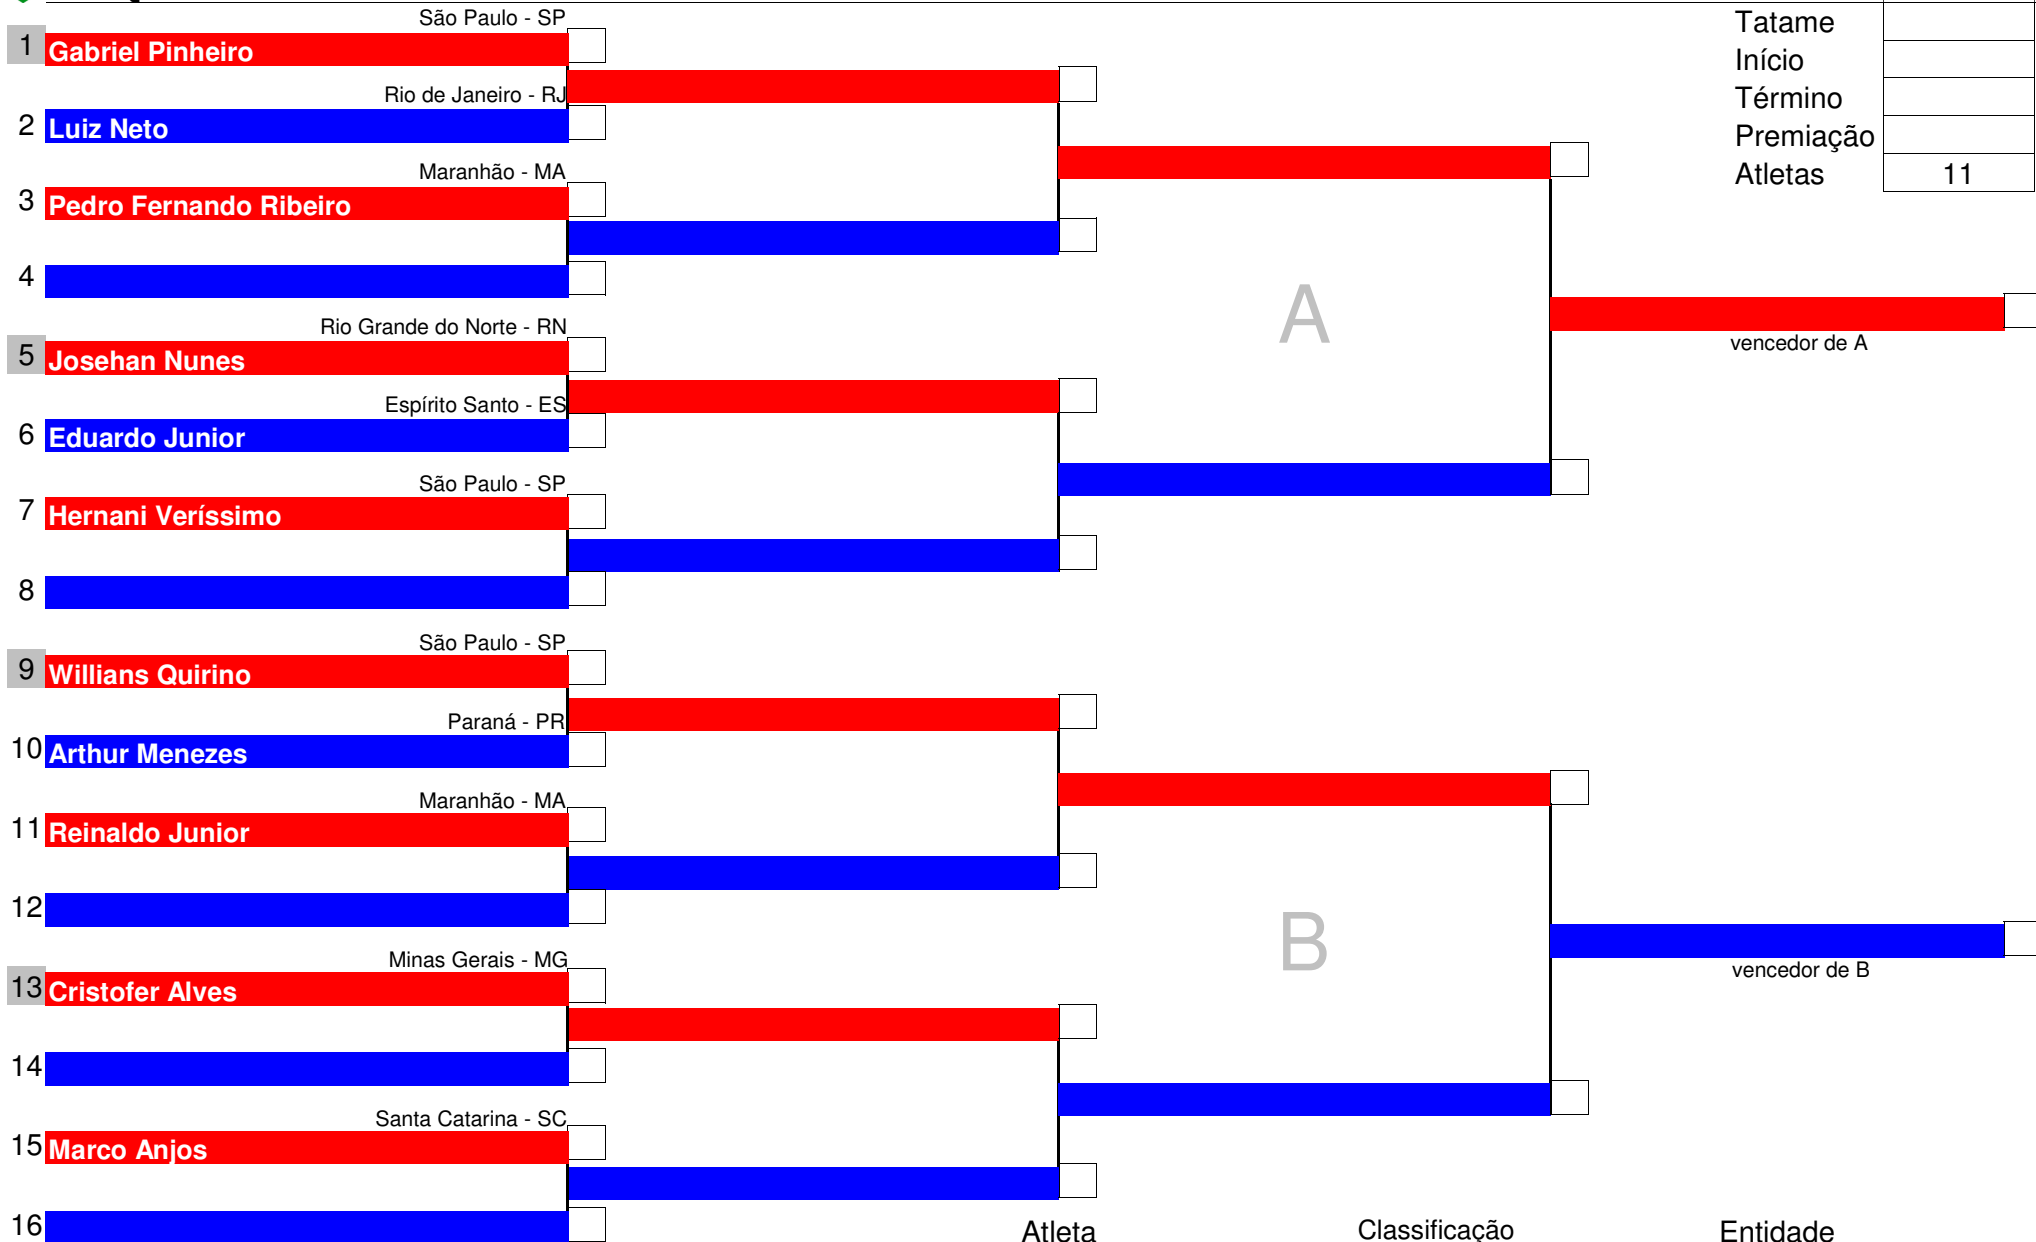 São Paulo - SP
1 Gabriel Pinheiro
Rio de Janeiro - RJ
2 Luiz Neto
Maranhão - MA
3 Pedro Fernando Ribeiro
4
Rio Grande do Norte - RN
5 Josehan Nunes
Espírito Santo - ES
6 Eduardo Junior
São Paulo - SP
7 Hernani Veríssimo
8
São Paulo - SP
9 Willians Quirino
Paraná - PR
10 Arthur Menezes
Maranhão - MA
11 Reinaldo Junior
12
Minas Gerais - MG
13 Cristofer Alves
14
Santa Catarina - SC
15 Marco Anjos
16
A
B
vencedor de A
vencedor de B
Tatame
Início
Término
Premiação
Atletas 11
Atleta Classificação Entidade